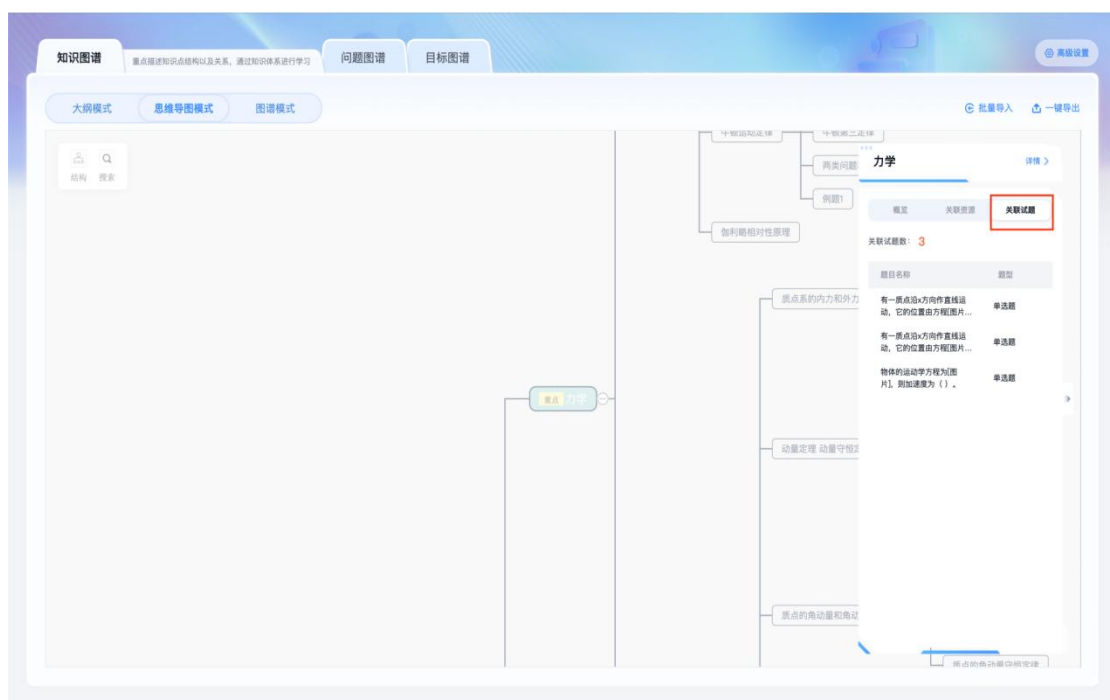 知识图谱
重点描述知识点结构以及关系，通过知识体系进行学习
问题图谱
目标图谱
高级设置
大纲模式
思维导图模式
图谱模式
批量导入
一键导出
结构
搜索
牛顿运动定律
牛顿第三定律
两类问题
例题1
伽利略相对性原理
质点系的内力和外力
重点 力学
动量定理 动量守恒定
质点的角动量和角动
质点的角动量守恒定律
力学
详情
概览
关联资源
关联试题
关联试题数：3
题目名称
题型
有一质点沿x方向作直线运
动，它的位置由方程[图片...
单选题
有一质点沿x方向作直线运
动，它的位置由方程[图片...
单选题
物体的运动学方程为[图
片]，则加速度为（ ）。
单选题